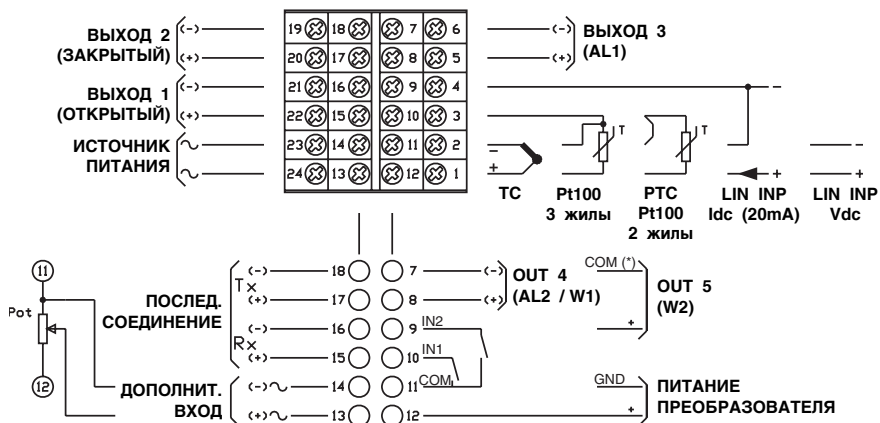 ВЫХОД 2
(ЗАКРЫТЫЙ)
(-)
(+)
ВЫХОД 1
(ОТКРЫТЫЙ)
(-)
(+)
ИСТОЧНИК
ПИТАНИЯ
19 18 7 6
20 17 8 5
21 16 9 4
22 15 10 3
23 14 11 2
24 13 12 1
(-)
(+)
ВЫХОД 3
(AL1)
−
+
TC
T
Pt100
3 жилы
T
PTC
Pt100
2 жилы
−
+
LIN INP
Idc (20mA)
−
+
LIN INP
Vdc
11
Pot
12
ПОСЛЕД.
СОЕДИНЕНИЕ
Tx
(-) 18
(+) 17
Rx
(-) 16
(+) 15
ДОПОЛНИТ.
ВХОД
(-) 14
(+) 13
7 (-)
8 (+)
OUT 4
(AL2 / W1)
9 IN2
10 IN1
11 COM
12
COM (*)
+
OUT 5
(W2)
GND
+
ПИТАНИЕ
ПРЕОБРАЗОВАТЕЛЯ